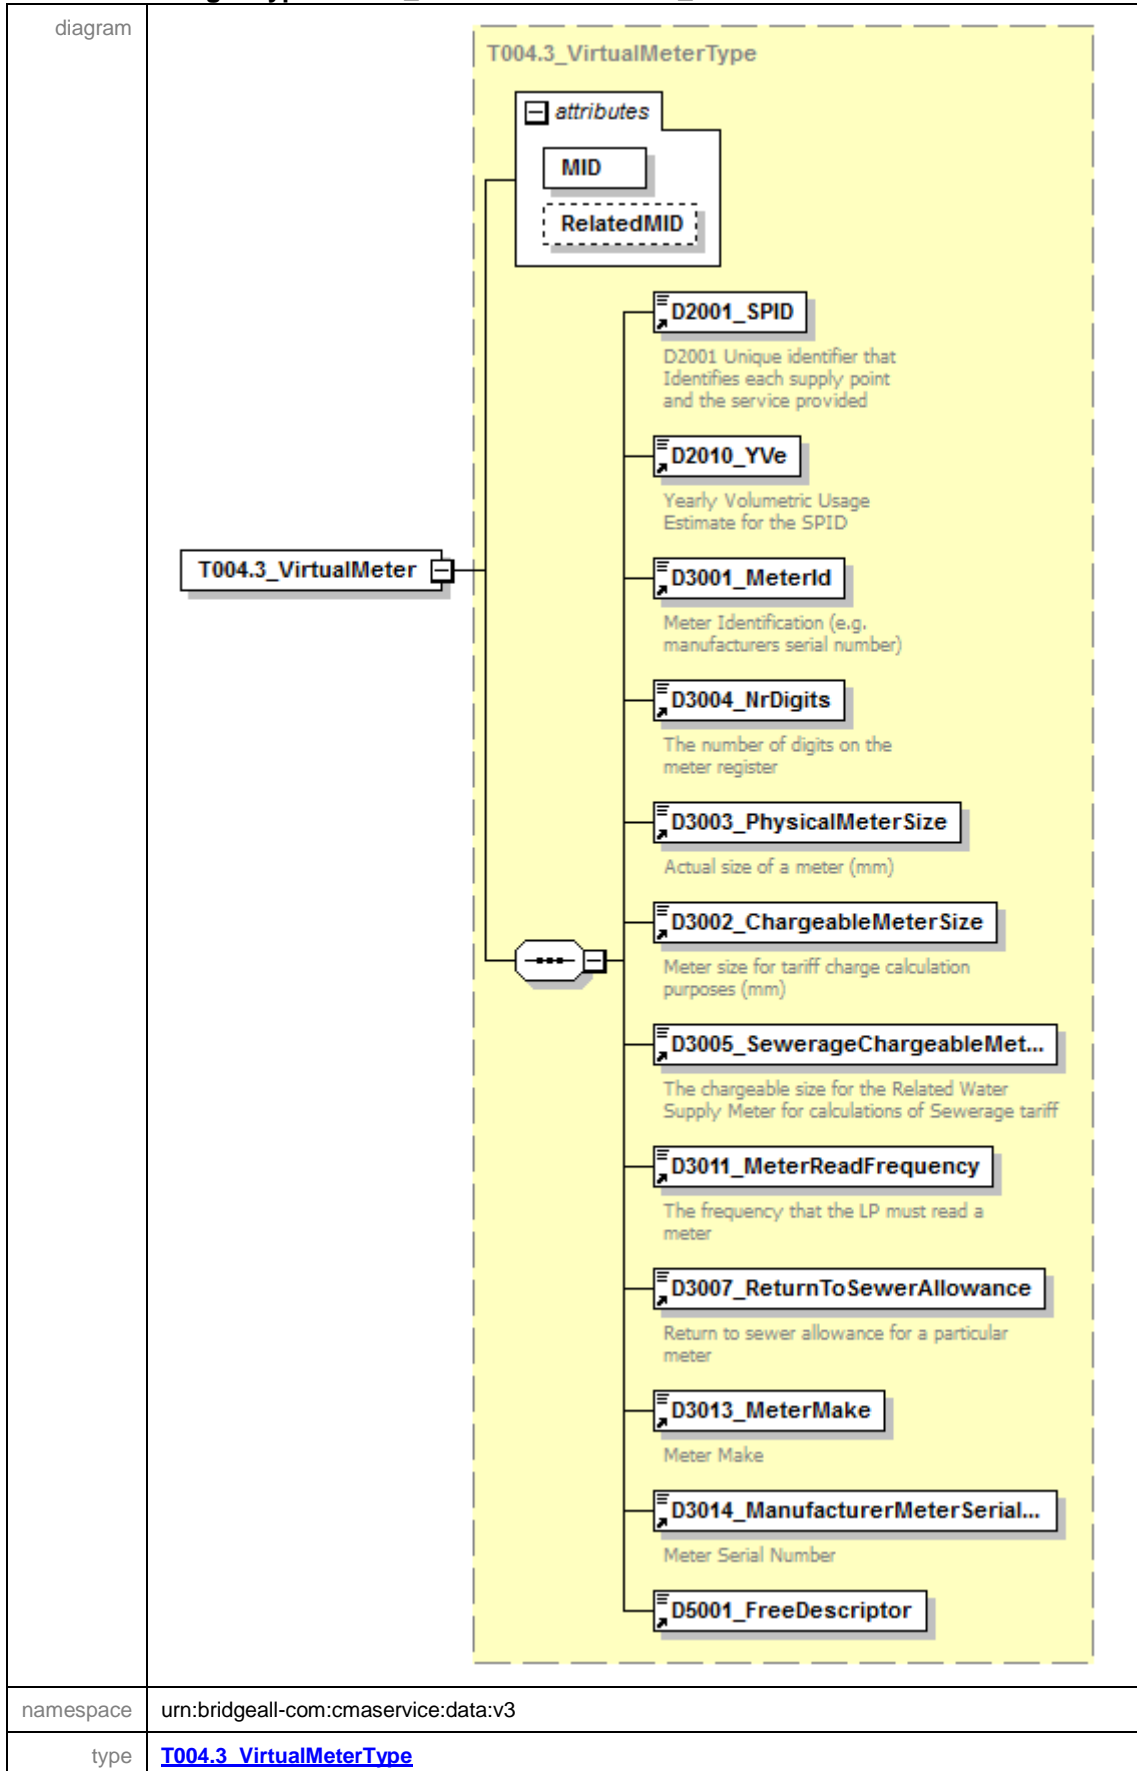 diagram
T004.3_VirtualMeterType
attributes
MID
RelatedMID
D2001_SPID
D2001 Unique identifier that
Identifies each supply point
and the service provided
D2010_YVe
Yearly Volumetric Usage
Estimate for the SPID
T004.3_VirtualMeter
D3001_MeterId
Meter Identification (e.g.
manufacturers serial number)
D3004_NrDigits
The number of digits on the
meter register
D3003_PhysicalMeterSize
Actual size of a meter (mm)
D3002_ChargeableMeterSize
Meter size for tariff charge calculation
purposes (mm)
D3005_SewerageChargeableMet...
The chargeable size for the Related Water
Supply Meter for calculations of Sewerage tariff
D3011_MeterReadFrequency
The frequency that the LP must read a
meter
D3007_ReturnToSewerAllowance
Return to sewer allowance for a particular
meter
D3013_MeterMake
Meter Make
D3014_ManufacturerMeterSerial...
Meter Serial Number
D5001_FreeDescriptor
namespace urn:bridgeall-com:cmaservice:data:v3
type T004.3_VirtualMeterType